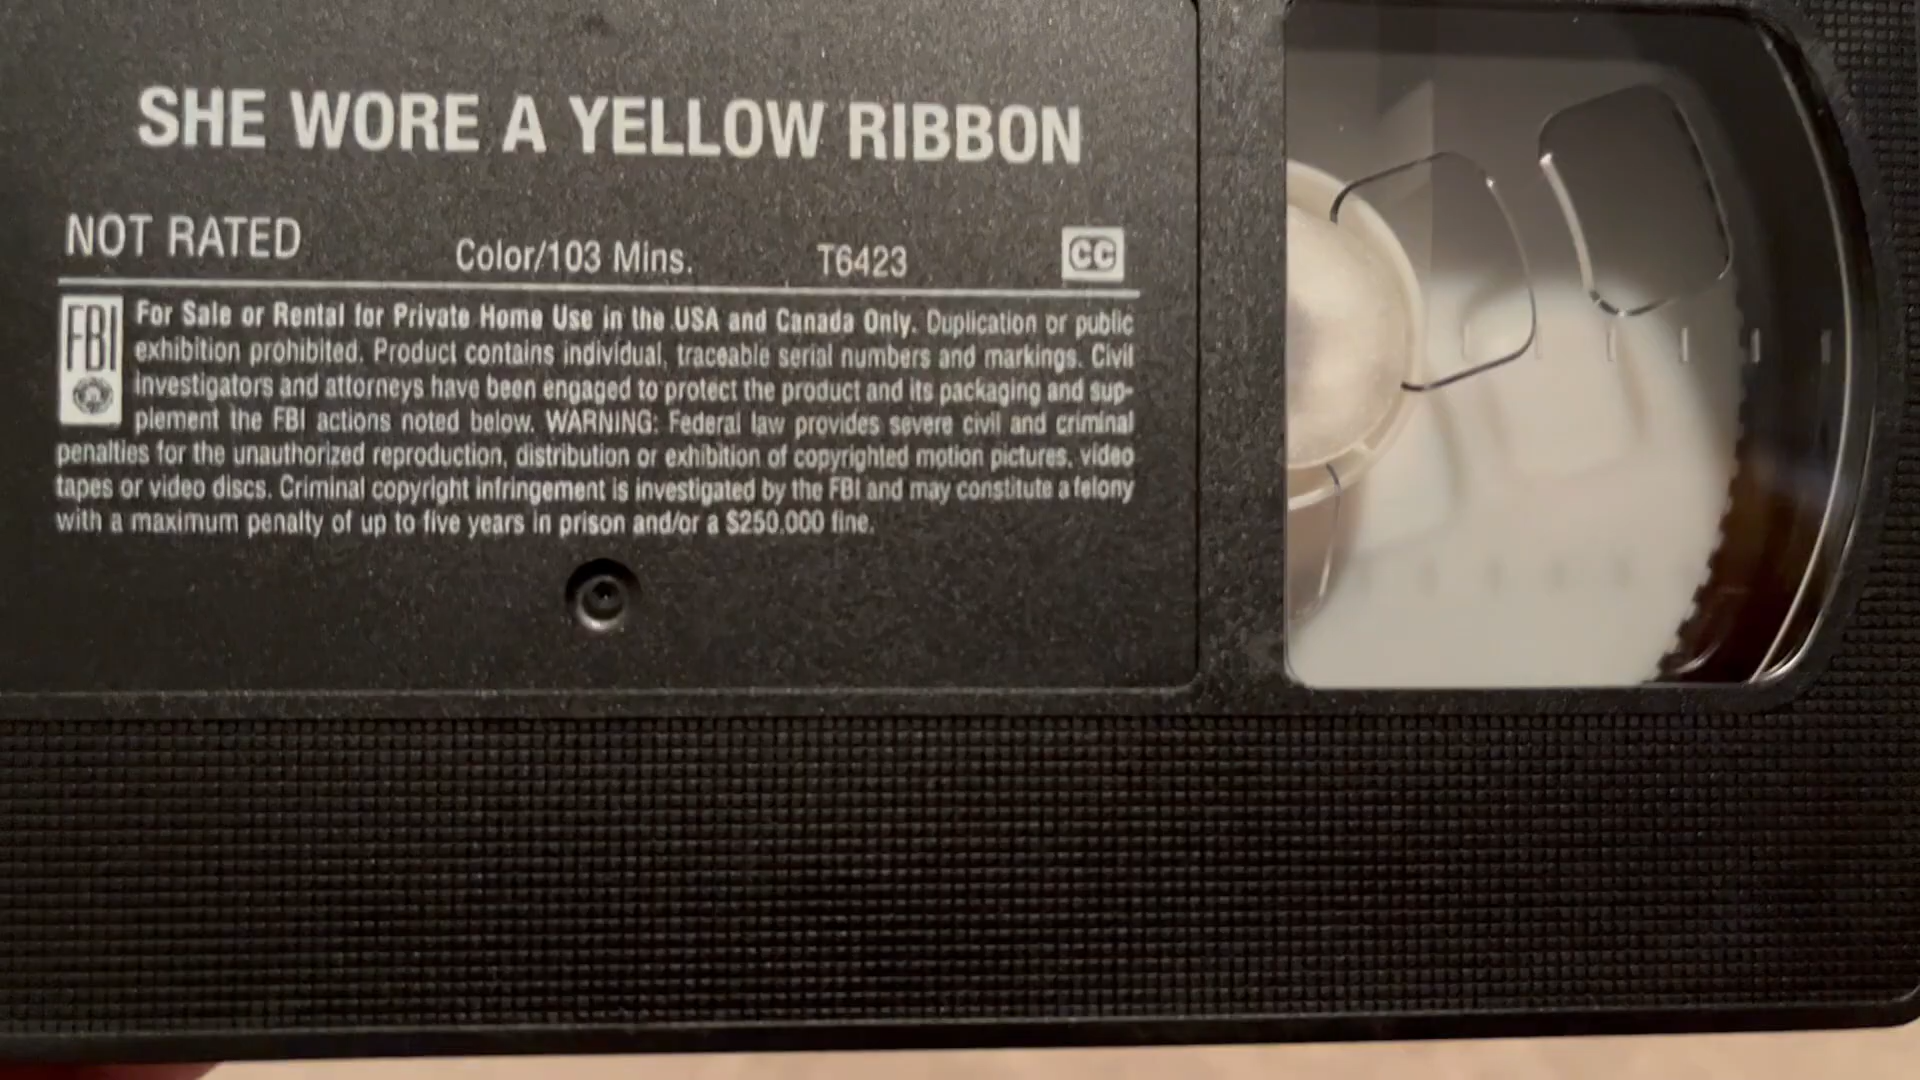 SHE WORE A YELLOW RIBBON
NOT RATED Color/103 Mins. T6423 CC
FBI
For Sale or Rental for Private Home Use in the USA and Canada Only. Duplication or public
exhibition prohibited. Product contains individual, traceable serial numbers and markings. Civil
investigators and attorneys have been engaged to protect the product and its packaging and sup-
plement the FBI actions noted below. WARNING: Federal law provides severe civil and criminal
penalties for the unauthorized reproduction, distribution or exhibition of copyrighted motion pictures, video
tapes or video discs. Criminal copyright infringement is investigated by the FBI and may constitute a felony
with a maximum penalty of up to five years in prison and/or a $250,000 fine.